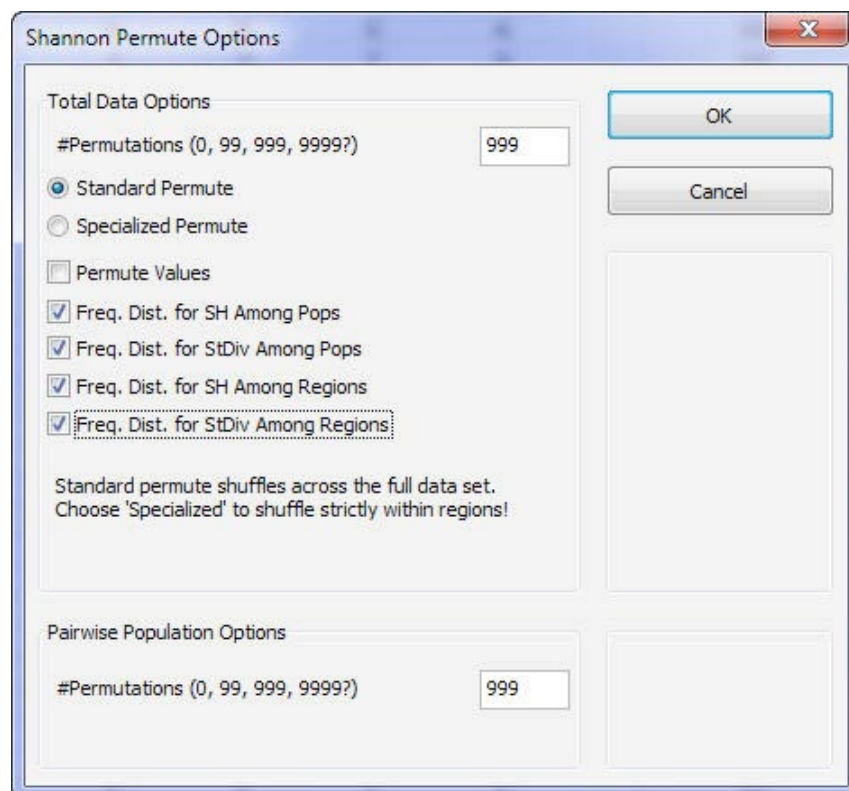 Shannon Permute Options
Total Data Options
#Permutations (0, 99, 999, 9999?) 999
Standard Permute
Specialized Permute
Permute Values
Freq. Dist. for SH Among Pops
Freq. Dist. for StDiv Among Pops
Freq. Dist. for SH Among Regions
Freq. Dist. for StDiv Among Regions
Standard permute shuffles across the full data set.
Choose 'Specialized' to shuffle strictly within regions!
OK
Cancel
Pairwise Population Options
#Permutations (0, 99, 999, 9999?) 999